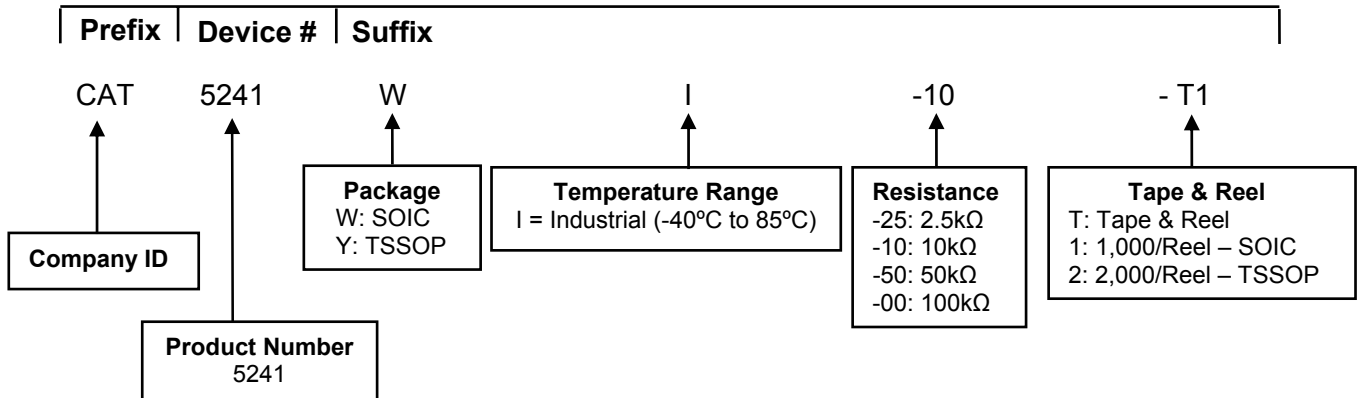 Prefix Device # Suffix
CAT 5241 W I -10 - T1
Package
W: SOIC
Y: TSSOP
Temperature Range
I = Industrial (-40ºC to 85ºC)
Resistance
-25: 2.5kΩ
-10: 10kΩ
-50: 50kΩ
-00: 100kΩ
Tape & Reel
T: Tape & Reel
1: 1,000/Reel – SOIC
2: 2,000/Reel – TSSOP
Company ID
Product Number
5241